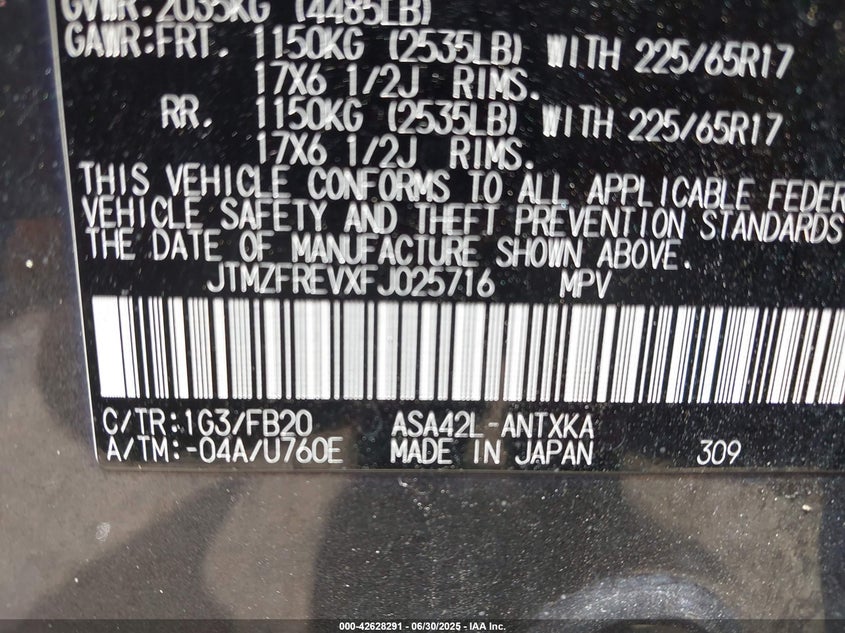 GVWR:2035KG (4485LB)
GAWR:FRT. 1150KG (2535LB) WITH 225/65R17
17X6 1/2J RIMS.
RR. 1150KG (2535LB) WITH 225/65R17
17X6 1/2J RIMS.
THIS VEHICLE CONFORMS TO ALL APPLICABLE FEDER
VEHICLE SAFETY AND THEFT PREVENTION STANDARDS
THE DATE OF MANUFACTURE SHOWN ABOVE.
JTMZFREVXFJ025716 MPV
C/TR:1G3/FB20 ASA42L-ANTXKA
A/TM:-04A/U760E MADE IN JAPAN 309
000-42628291 - 06/30/2025 - IAA Inc.